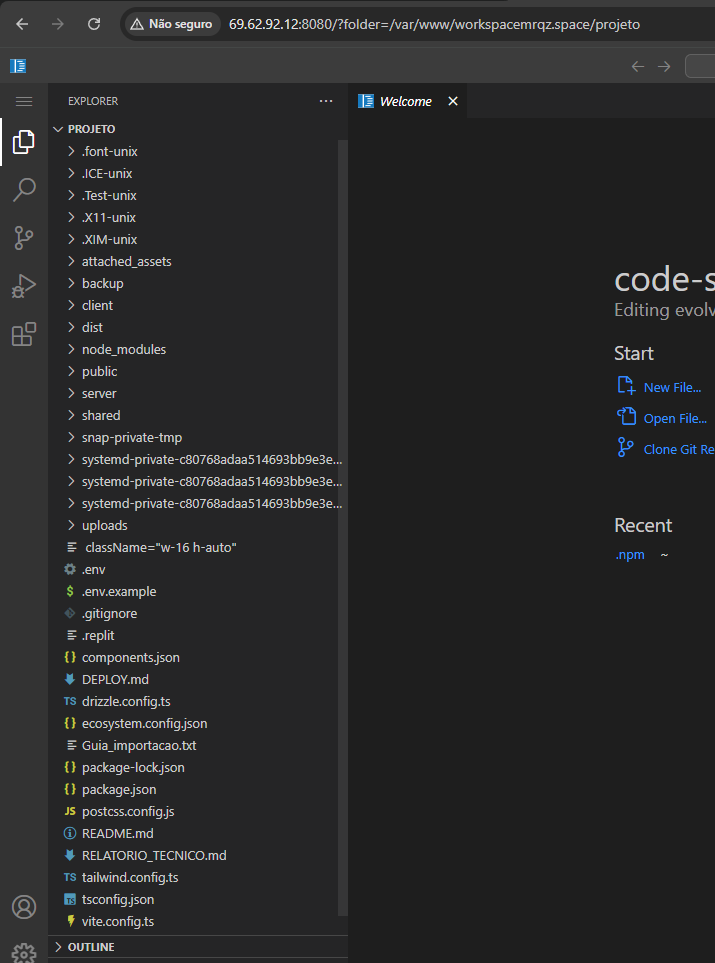 Não seguro 69.62.92.12:8080/?folder=/var/www/workspacemrqz.space/projeto
EXPLORER ...
Welcome
PROJETO
.font-unix
.ICE-unix
.Test-unix
.X11-unix
.XIM-unix
attached_assets
backup
client
dist
node_modules
public
server
shared
snap-private-tmp
systemd-private-c80768adaa514693bb9e3e...
systemd-private-c80768adaa514693bb9e3e...
systemd-private-c80768adaa514693bb9e3e...
uploads
className="w-16 h-auto"
.env
$ .env.example
.gitignore
.replit
{} components.json
DEPLOY.md
TS drizzle.config.ts
{} ecosystem.config.json
Guia_importacao.txt
{} package-lock.json
{} package.json
JS postcss.config.js
README.md
RELATORIO_TECNICO.md
TS tailwind.config.ts
TS tsconfig.json
vite.config.ts
OUTLINE
code-s
Editing evolv
Start
New File...
Open File...
Clone Git Re
Recent
.npm ~